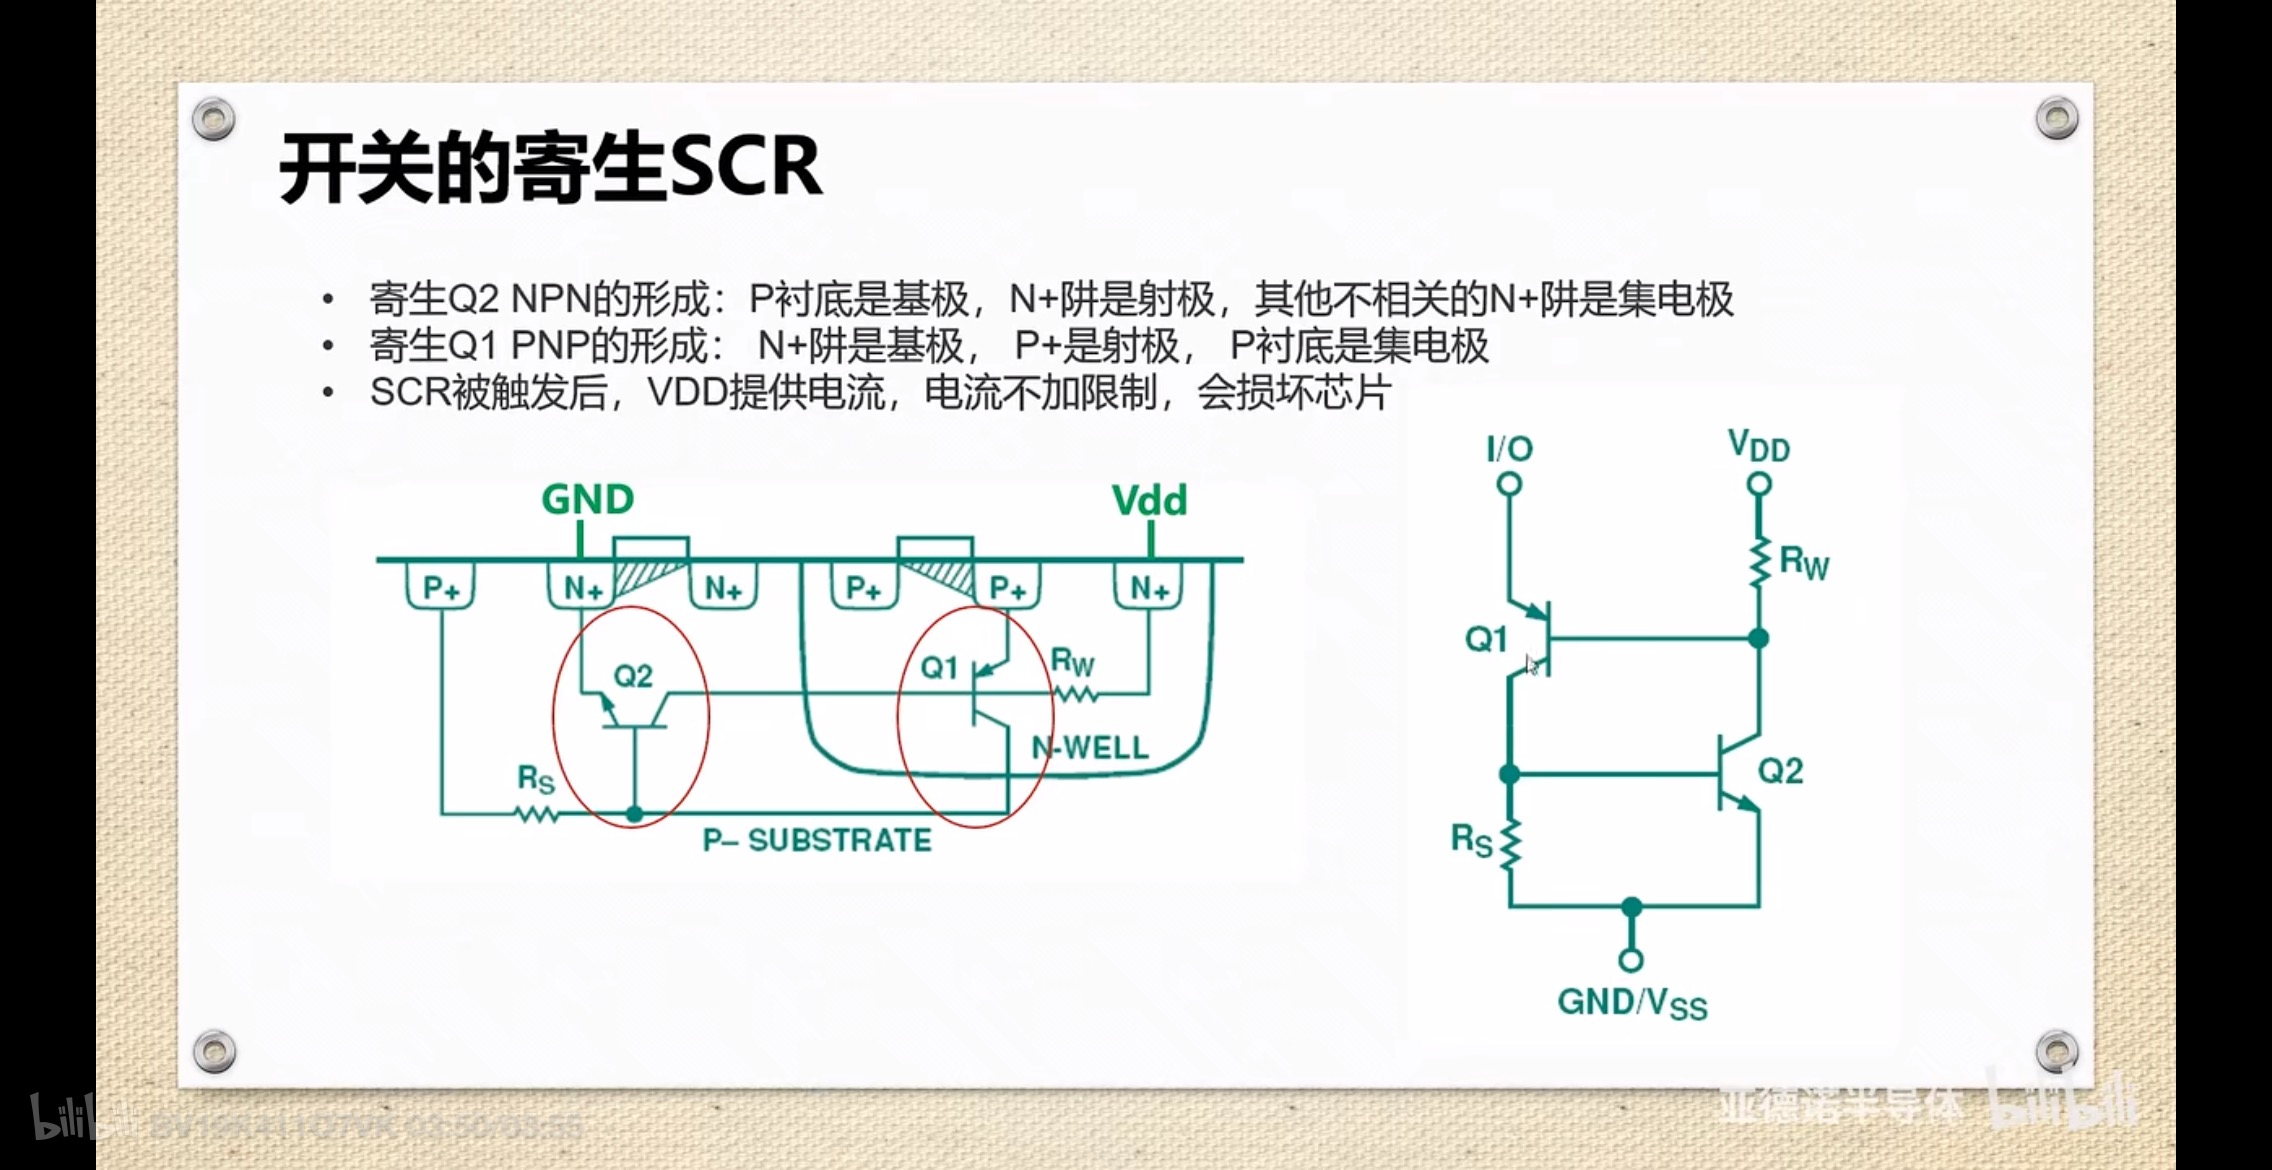 开关的寄生SCR
• 寄生Q2 NPN的形成：P衬底是基极，N+阱是射极，其他不相关的N+阱是集电极
• 寄生Q1 PNP的形成： N+阱是基极， P+是射极， P衬底是集电极
• SCR被触发后，VDD提供电流，电流不加限制，会损坏芯片
GND
Vdd
P+
N+
N+
P+
P+
N+
Q2
Q1
RW
N-WELL
RS
P– SUBSTRATE
I/O
VDD
RW
Q1
Q2
RS
GND/VSS
亚德诺半导体
bilibili
bilibili